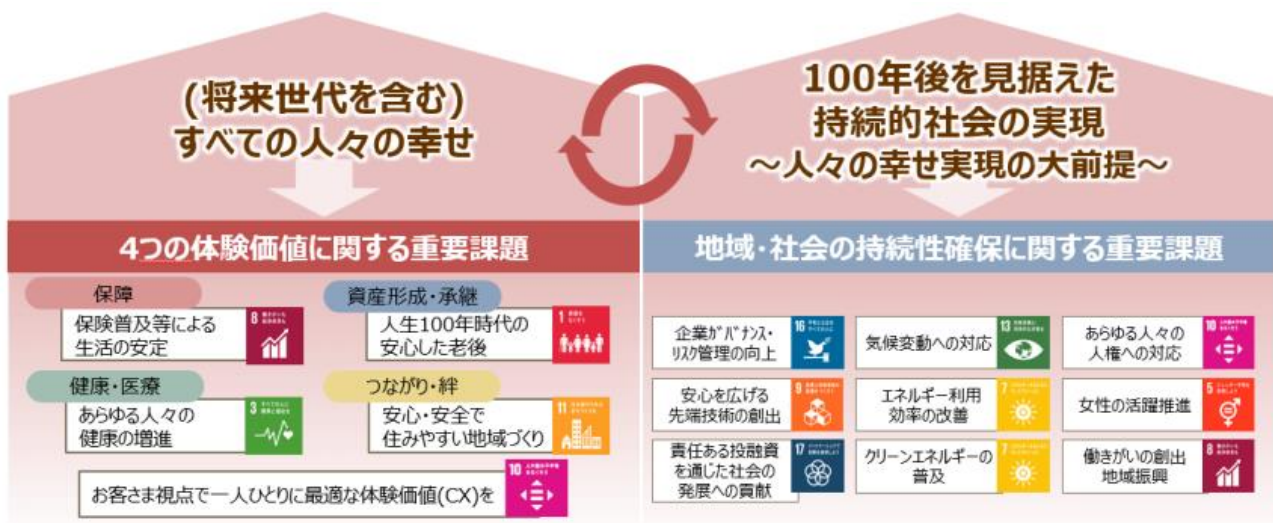 (将来世代を含む)
すべての人々の幸せ
100年後を見据えた
持続的社会の実現
～人々の幸せ実現の大前提～
4つの体験価値に関する重要課題
保障
保険普及等による
生活の安定
8
資産形成・承継
人生100年時代の
安心した老後
1
健康・医療
あらゆる人々の
健康の増進
3
つながり・絆
安心・安全で
住みやすい地域づくり
11
お客さま視点で一人ひとりに最適な体験価値(CX)を
10
地域・社会の持続性確保に関する重要課題
企業ｶﾞﾊﾞﾅﾝｽ・
ﾘｽｸ管理の向上
16
気候変動への対応
13
あらゆる人々の
人権への対応
10
安心を広げる
先端技術の創出
9
エネルギー利用
効率の改善
7
女性の活躍推進
5
責任ある投融資
を通じた社会の
発展への貢献
17
クリーンエネルギーの
普及
7
働きがいの創出
地域振興
8